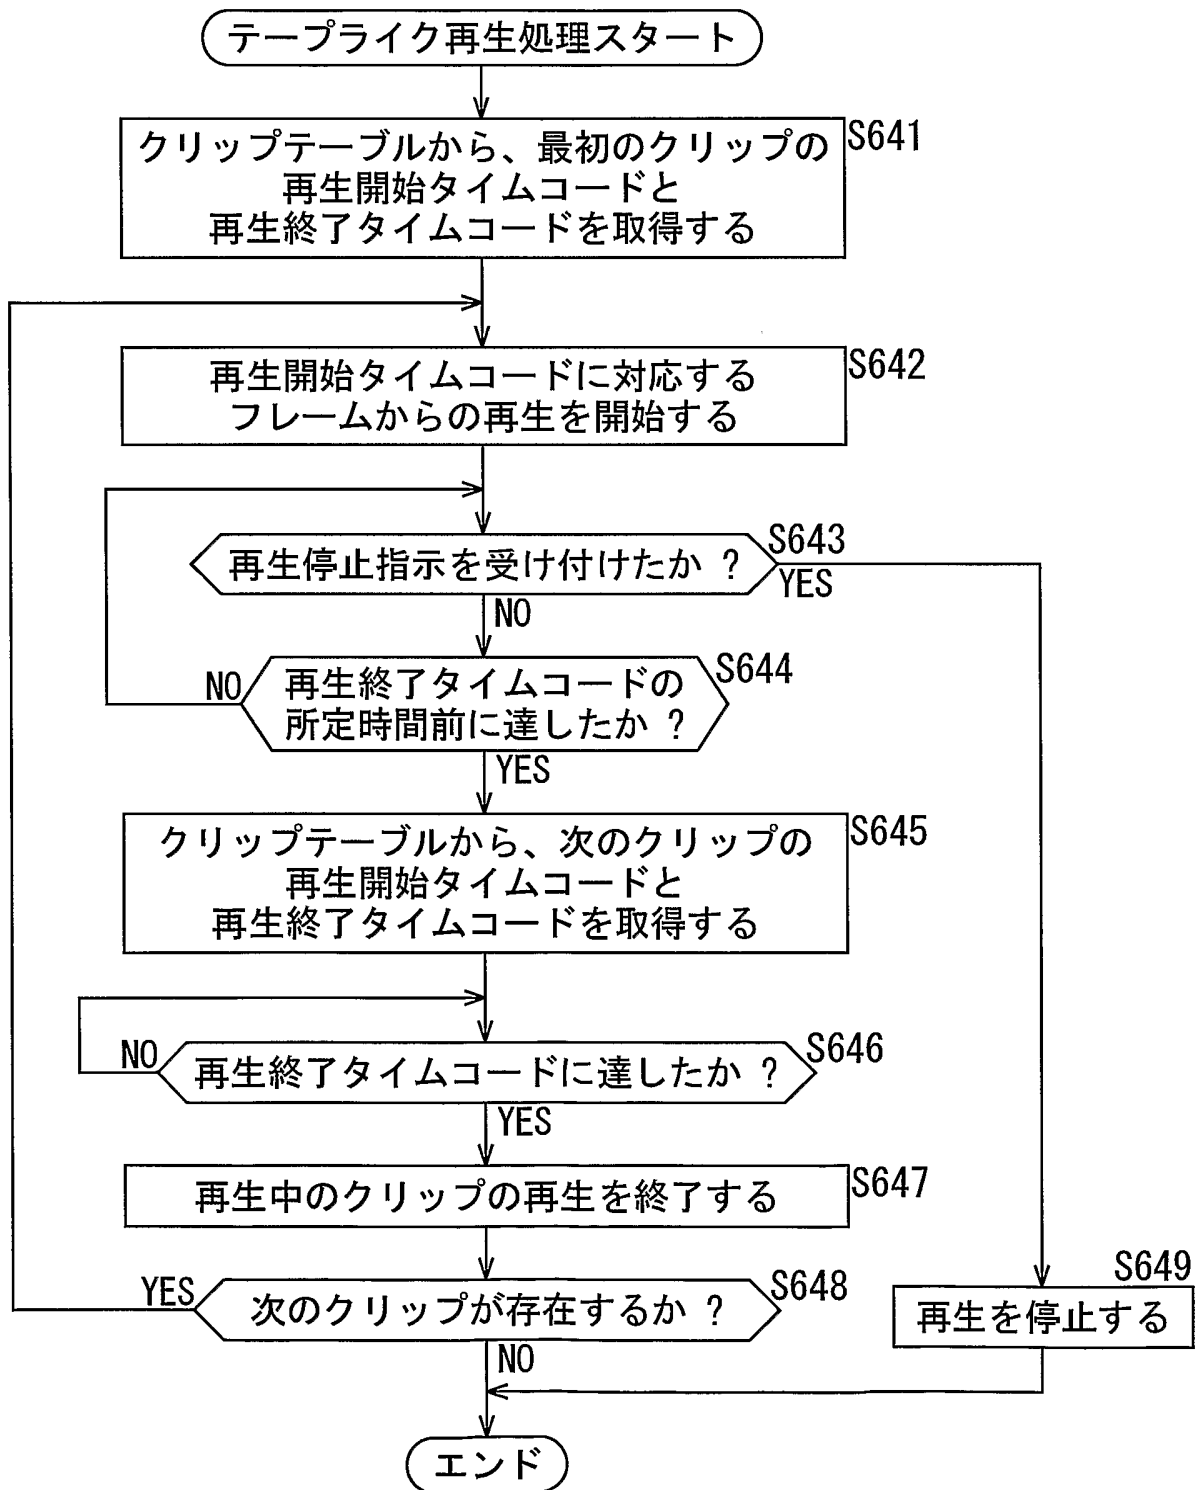 テープライク再生処理スタート
S641
クリップテーブルから、最初のクリップの
再生開始タイムコードと
再生終了タイムコードを取得する
S642
再生開始タイムコードに対応する
フレームからの再生を開始する
S643
再生停止指示を受け付けたか ?
YES
NO
S644
NO
再生終了タイムコードの
所定時間前に達したか ?
YES
S645
クリップテーブルから、次のクリップの
再生開始タイムコードと
再生終了タイムコードを取得する
S646
NO
再生終了タイムコードに達したか ?
YES
S647
再生中のクリップの再生を終了する
S648
YES
次のクリップが存在するか ?
NO
S649
再生を停止する
エンド